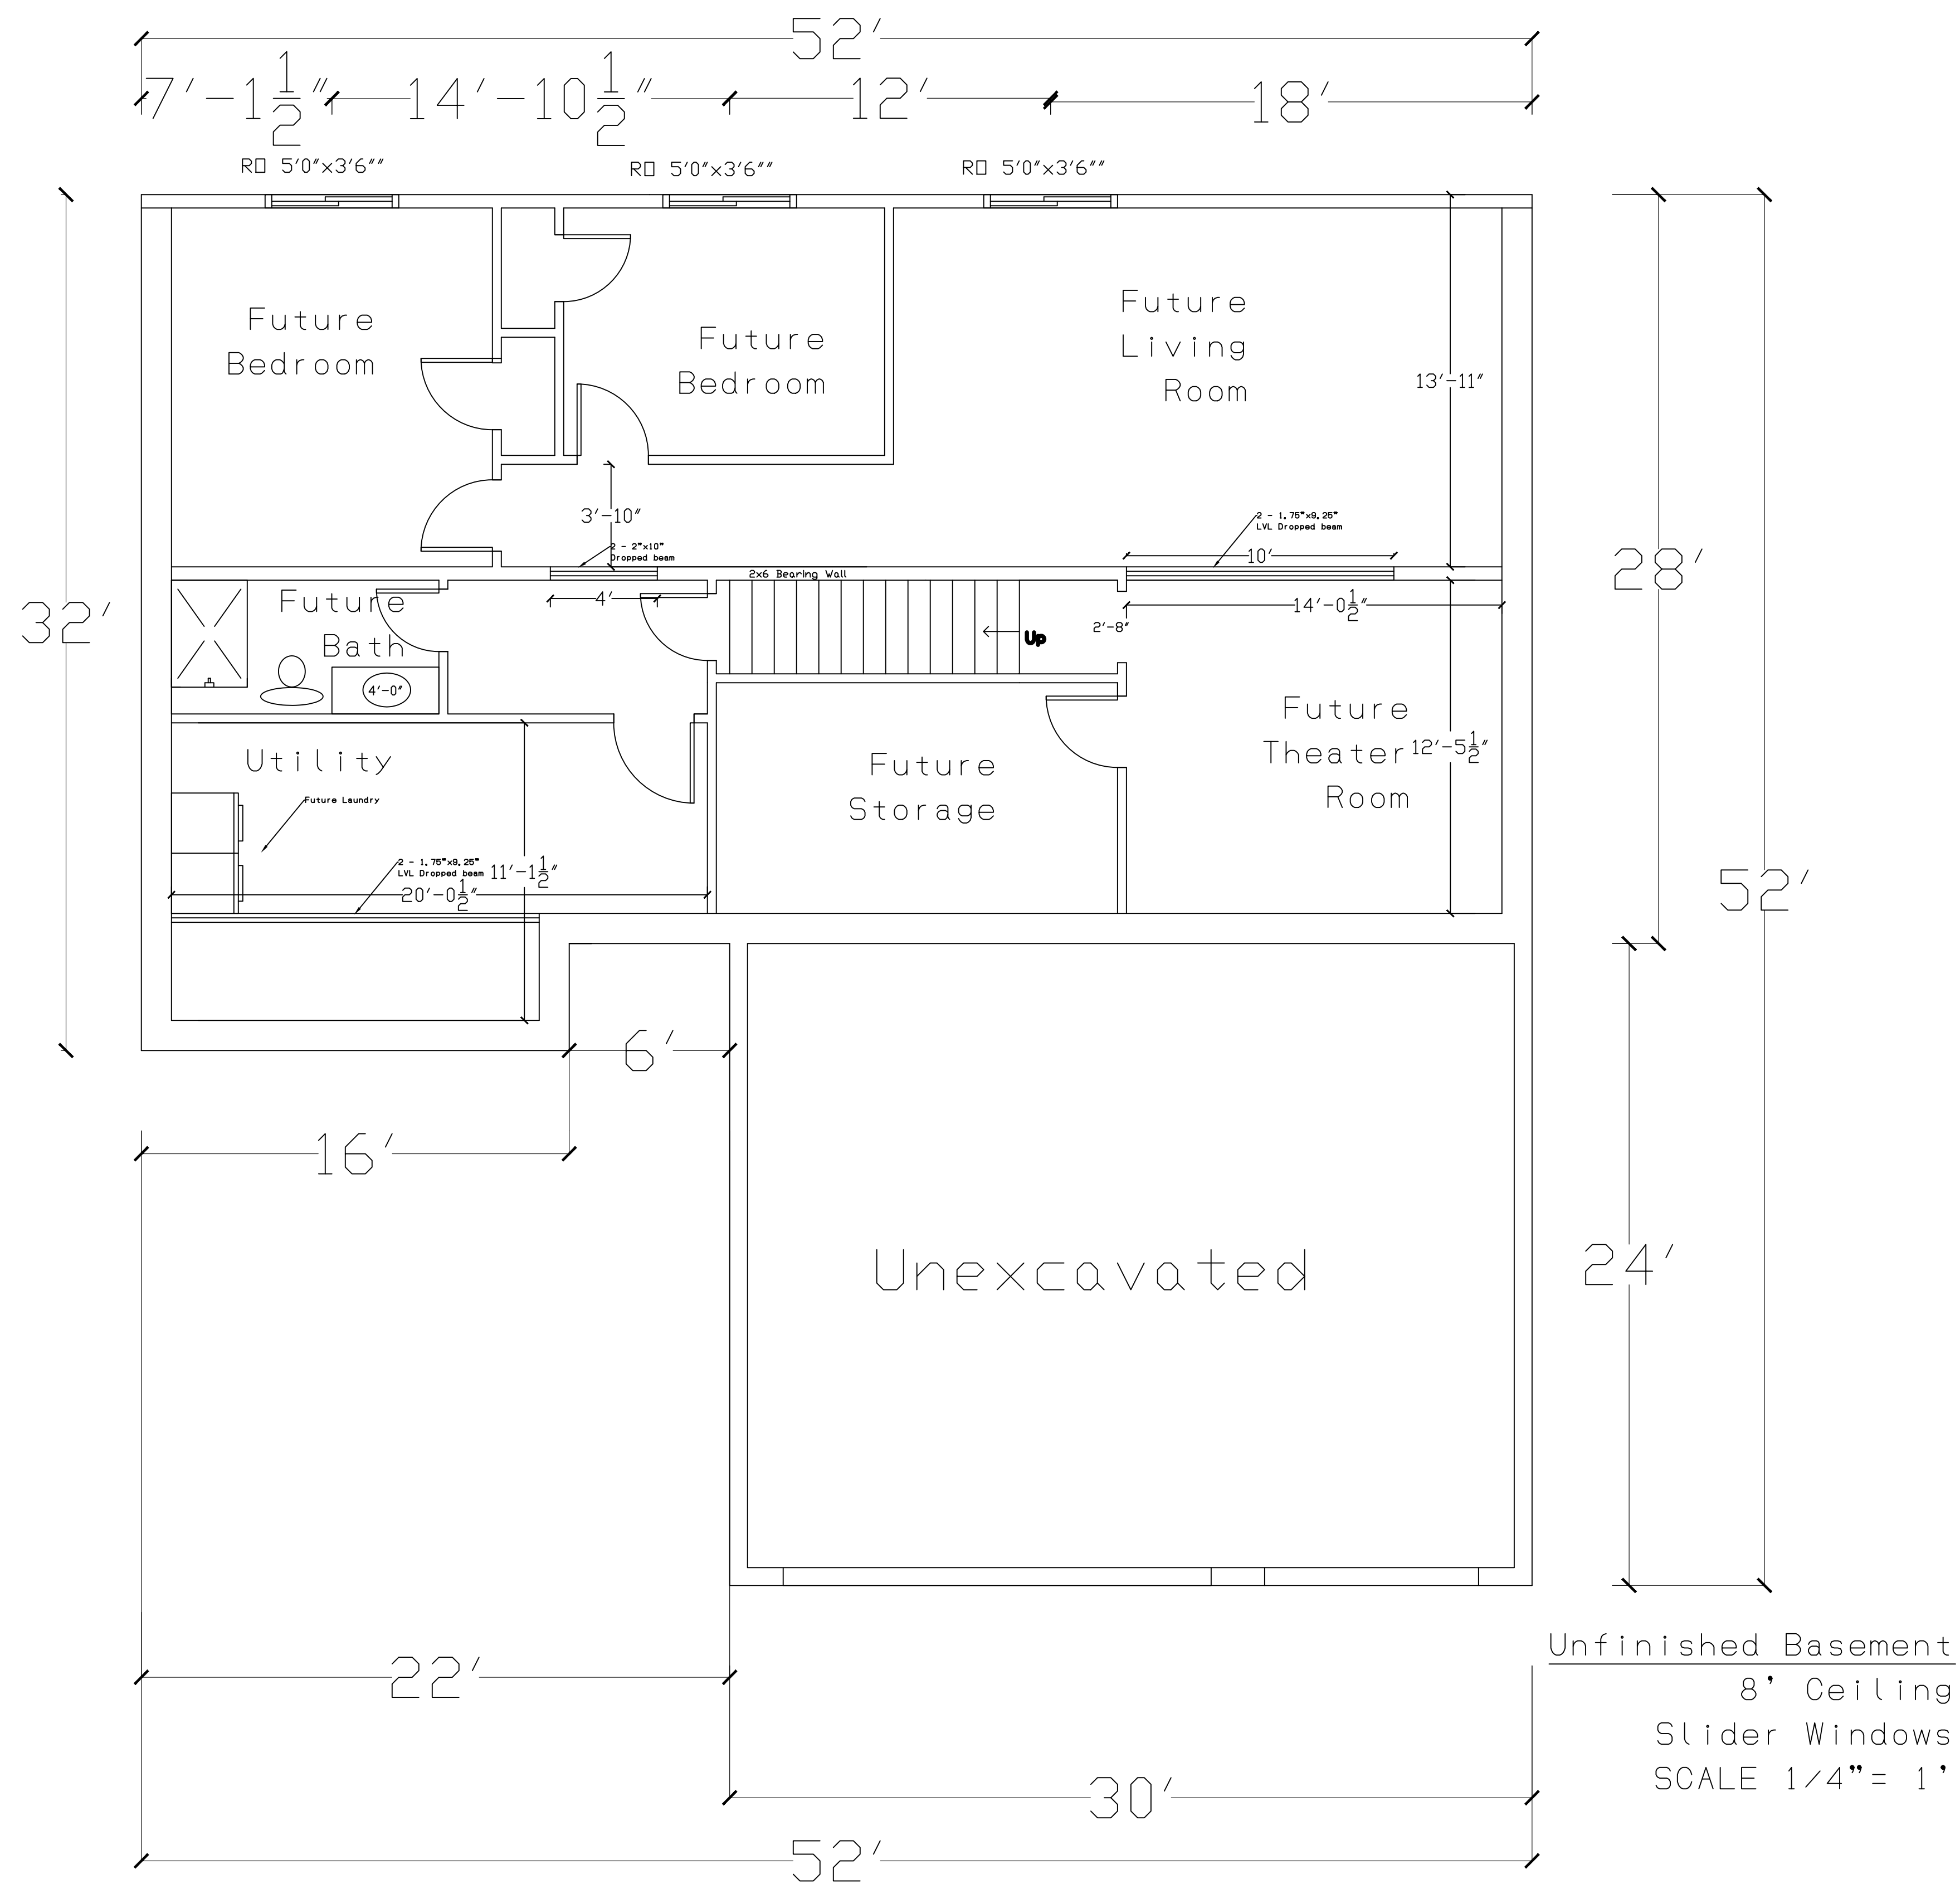 52'
7'-1 1/2" 14'-10 1/2" 12' 18'
RO 5'0"x3'6"" RO 5'0"x3'6"" RO 5'0"x3'6""
Future
Bedroom
Future
Bedroom
Future
Living
Room
13'-11"
3'-10"
2 - 2"x10"
Dropped beam
2 - 1.75"x9.25"
LVL Dropped beam
10'
2x6 Bearing Wall
28'
32'
Future
Bath
4'
14'-0 1/2"
2'-8"
Up
4'-0"
Utility
Future Laundry
Future
Storage
Future
Theater
Room
12'-5 1/2"
2 - 1.75"x9.25"
LVL Dropped beam
11'-1 1/2"
20'-0 1/2"
52'
6'
16'
Unexcavated
24'
22'
30'
52'
Unfinished Basement
8' Ceiling
Slider Windows
SCALE 1/4"= 1'